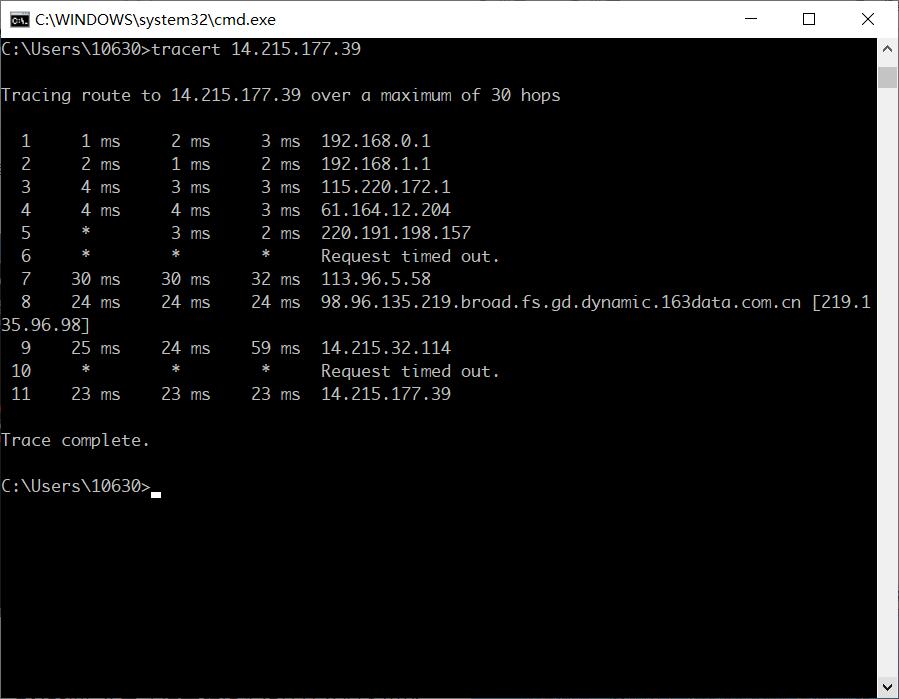 C:\WINDOWS\system32\cmd.exe
C:\Users\10630>tracert 14.215.177.39
Tracing route to 14.215.177.39 over a maximum of 30 hops
1 1 ms 2 ms 3 ms 192.168.0.1
2 2 ms 1 ms 2 ms 192.168.1.1
3 4 ms 3 ms 3 ms 115.220.172.1
4 4 ms 4 ms 3 ms 61.164.12.204
5 * 3 ms 2 ms 220.191.198.157
6 * * * Request timed out.
7 30 ms 30 ms 32 ms 113.96.5.58
8 24 ms 24 ms 24 ms 98.96.135.219.broad.fs.gd.dynamic.163data.com.cn [219.1
35.96.98]
9 25 ms 24 ms 59 ms 14.215.32.114
10 * * * Request timed out.
11 23 ms 23 ms 23 ms 14.215.177.39
Trace complete.
C:\Users\10630>